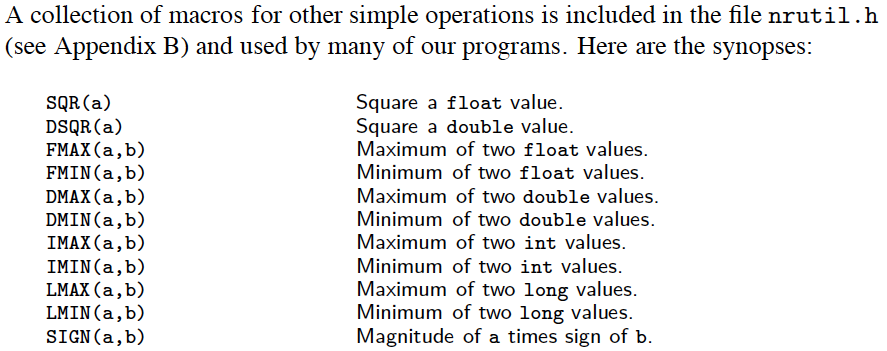 A collection of macros for other simple operations is included in the file nrutil.h
(see Appendix B) and used by many of our programs. Here are the synopses:
SQR(a) Square a float value.
DSQR(a) Square a double value.
FMAX(a,b) Maximum of two float values.
FMIN(a,b) Minimum of two float values.
DMAX(a,b) Maximum of two double values.
DMIN(a,b) Minimum of two double values.
IMAX(a,b) Maximum of two int values.
IMIN(a,b) Minimum of two int values.
LMAX(a,b) Maximum of two long values.
LMIN(a,b) Minimum of two long values.
SIGN(a,b) Magnitude of a times sign of b.